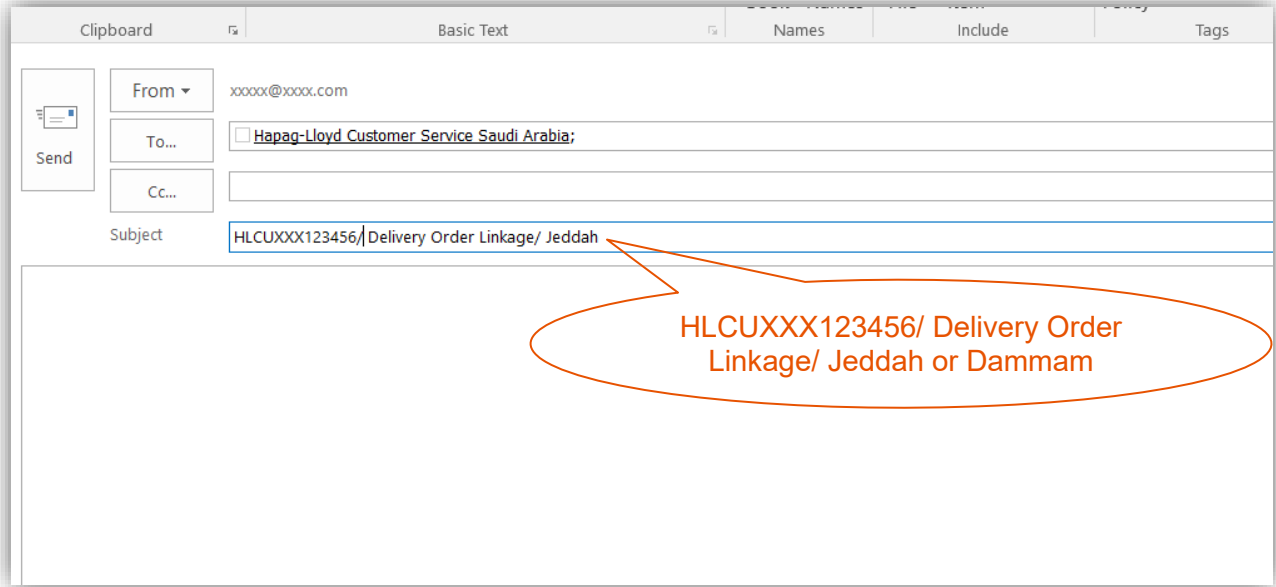 Clipboard
Basic Text
Names
Include
Tags
From
xxxxx@xxxx.com
To...
Hapag-Lloyd Customer Service Saudi Arabia;
Send
Cc...
Subject
HLCUXXX123456/ Delivery Order Linkage/ Jeddah
HLCUXXX123456/ Delivery Order
Linkage/ Jeddah or Dammam